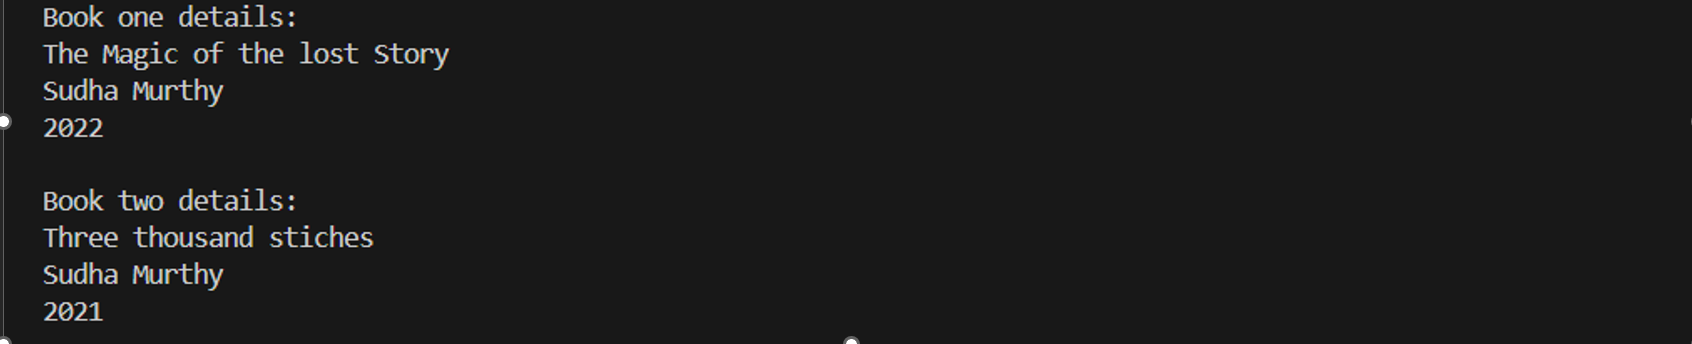 Book one details:
The Magic of the lost Story
Sudha Murthy
2022
Book two details:
Three thousand stiches
Sudha Murthy
2021